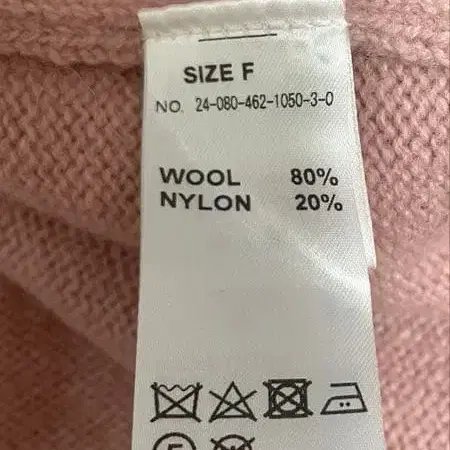 SIZE F
NO. 24-080-462-1050-3-0
WOOL 80%
NYLON 20%